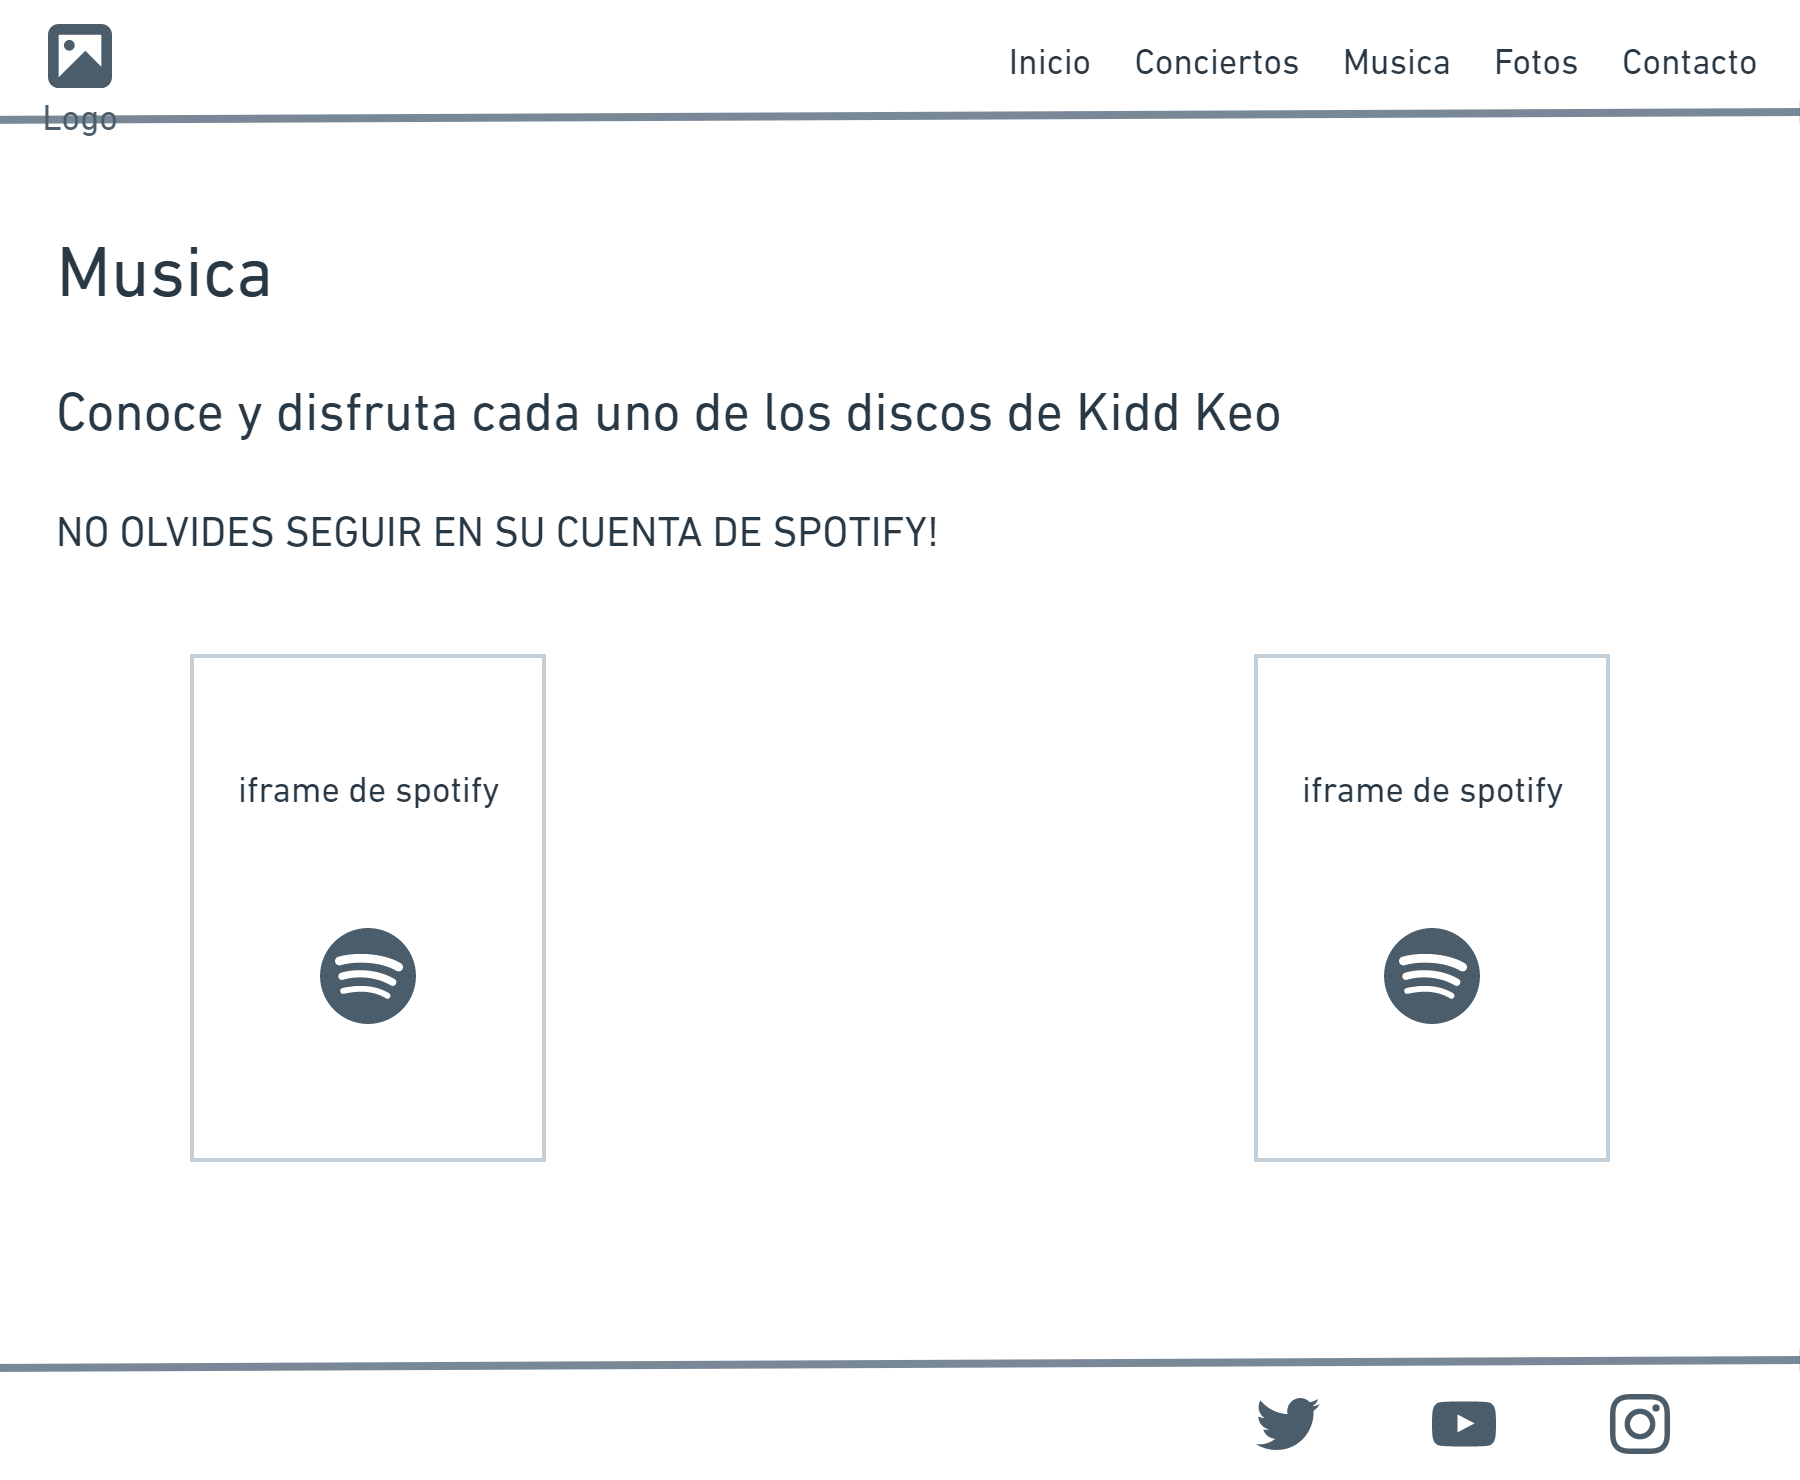 Inicio Conciertos Musica Fotos Contacto
Logo
Musica
Conoce y disfruta cada uno de los discos de Kidd Keo
NO OLVIDES SEGUIR EN SU CUENTA DE SPOTIFY!
iframe de spotify
iframe de spotify